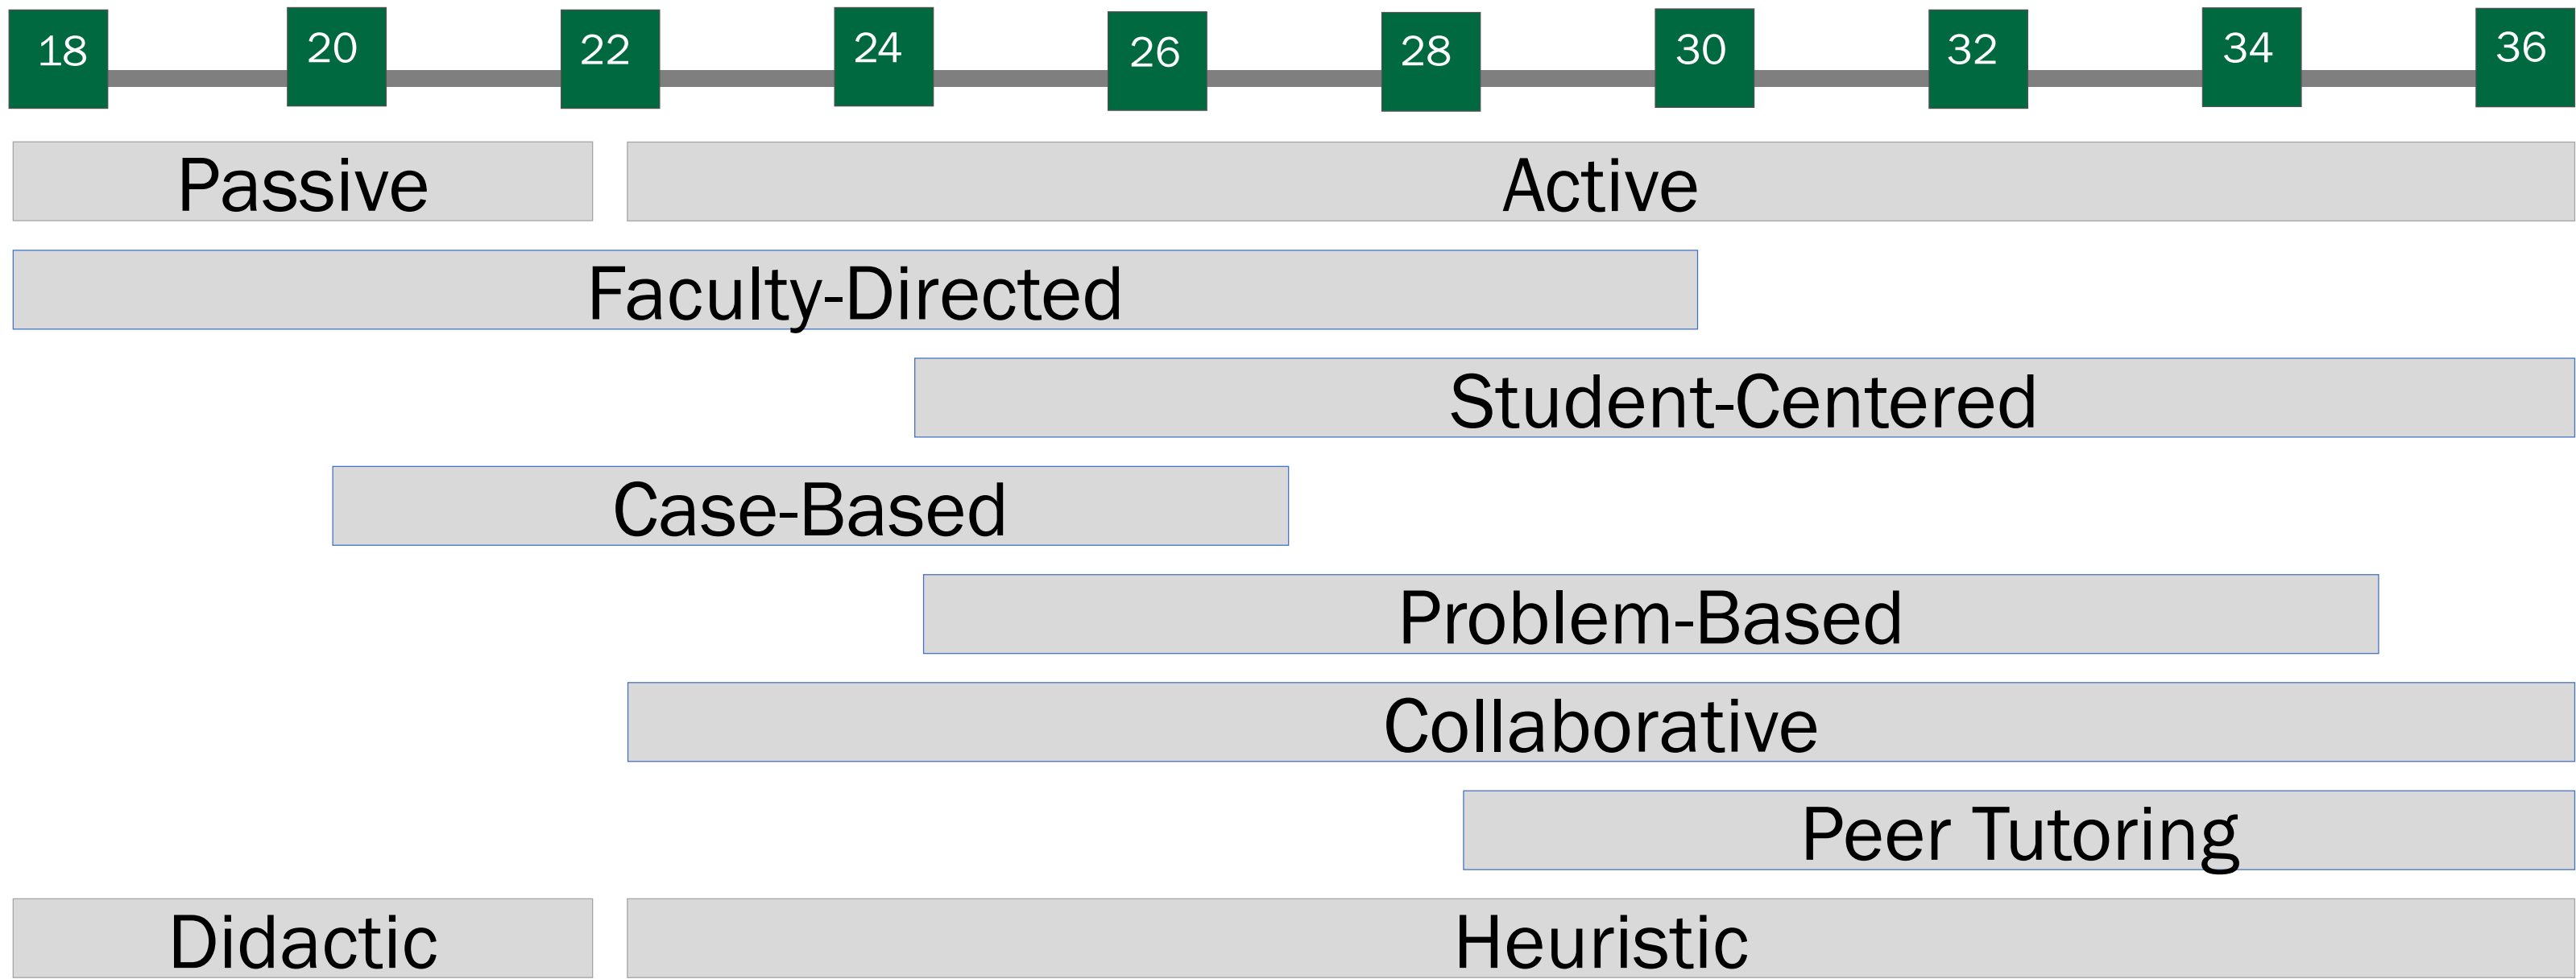 18 20 22 24 26 28 30 32 34 36
Passive Active
Faculty-Directed
Student-Centered
Case-Based
Problem-Based
Collaborative
Peer Tutoring
Didactic Heuristic